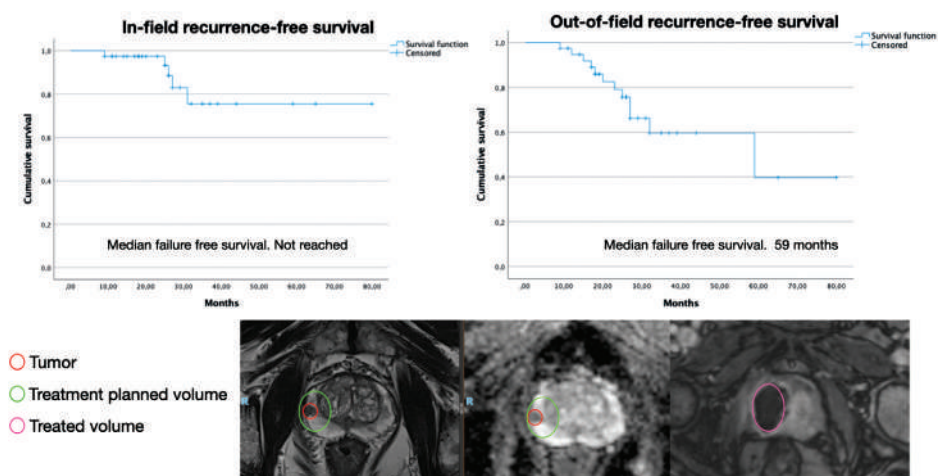 In-field recurrence-free survival
Survival function
Censored
Cumulative survival
1,0
0,8
0,6
0,4
0,2
0,0
Median failure free survival. Not reached
,00 10,00 20,00 30,00 40,00 50,00 60,00 70,00 80,00
Months
Out-of-field recurrence-free survival
Survival function
Censored
Cumulative survival
1,0
0,8
0,6
0,4
0,2
0,0
Median failure free survival. 59 months
,00 10,00 20,00 30,00 40,00 50,00 60,00 70,00 80,00
Months
Tumor
Treatment planned volume
Treated volume
R
R